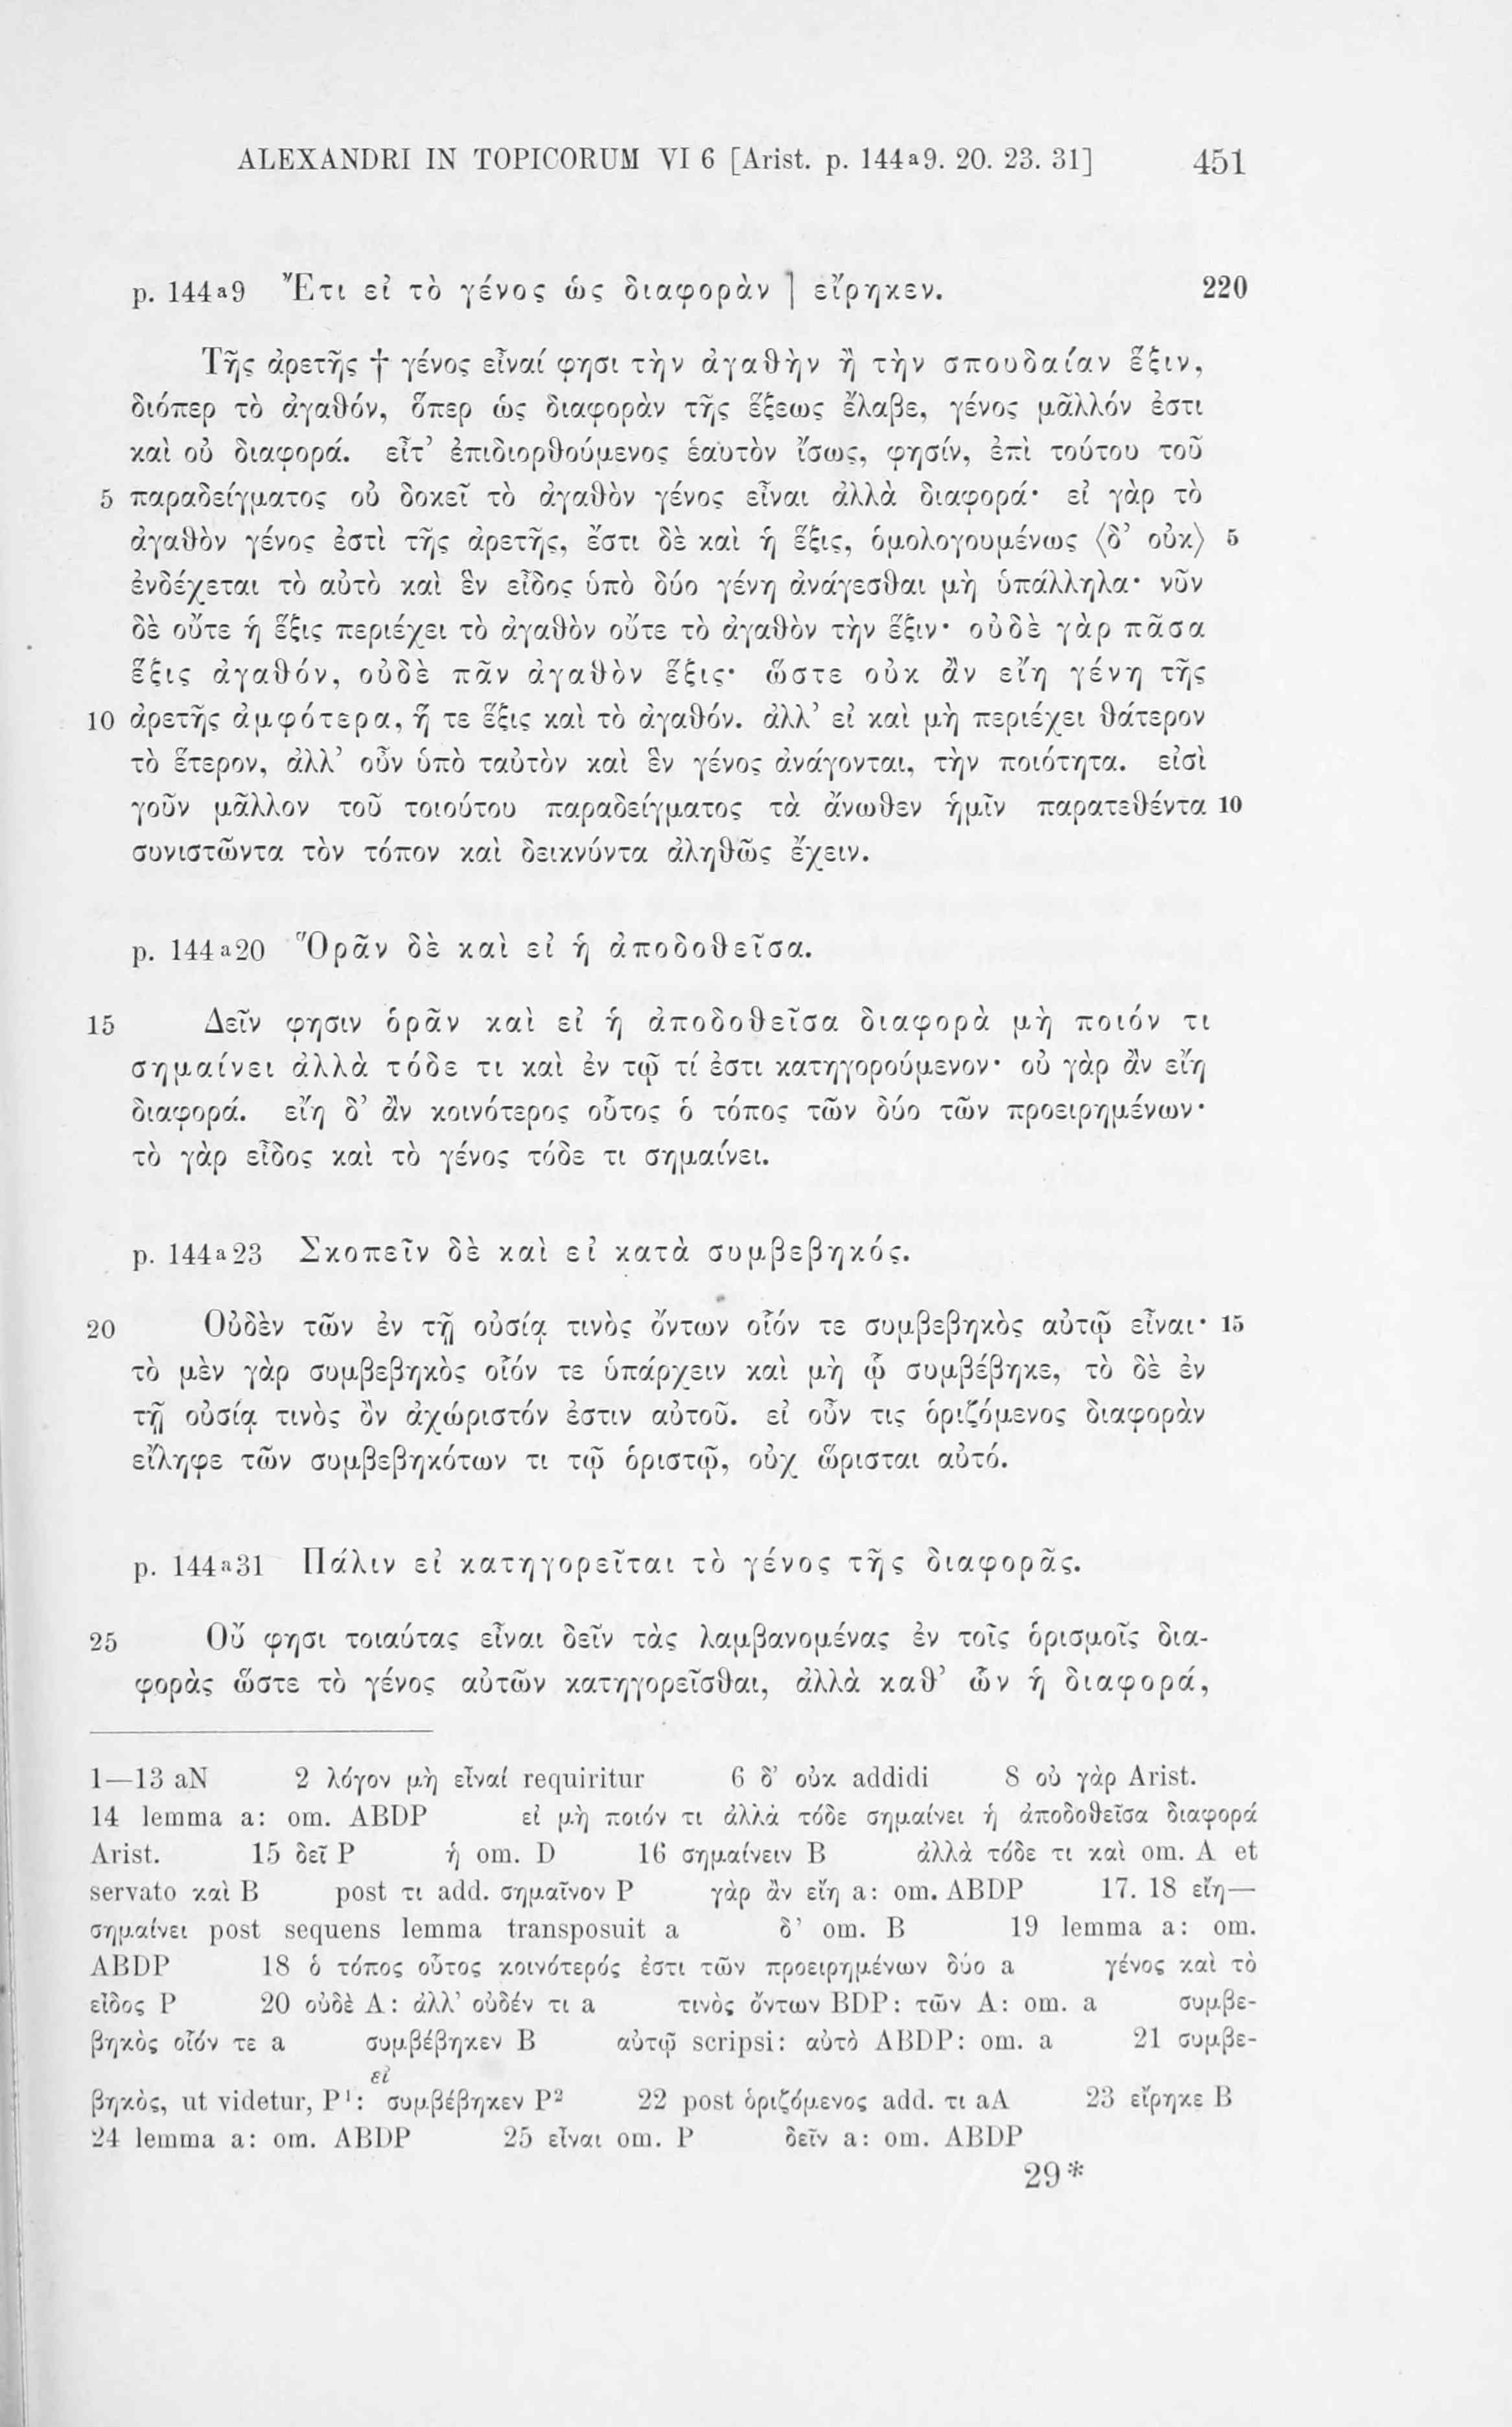 ALEXANDRI IN TOPICORUM VI 6 [Arist. p. 144ᵃ9. 20. 23. 31] 451
p. 144ᵃ9 Ἔτι εἰ τὸ γένος ὡς διαφορὰν | εἴρηκεν. 220
Τῆς ἀρετῆς † γένος εἶναί φησι τὴν ἀγαθὴν ἢ τὴν σπουδαίαν ἕξιν,
διόπερ τὸ ἀγαθόν, ὅπερ ὡς διαφορὰν τῆς ἕξεως ἔλαβε, γένος μᾶλλόν ἐστι
καὶ οὐ διαφορά. εἶτ’ ἐπιδιορθούμενος ἑαυτὸν ἴσως, φησίν, ἐπὶ τούτου τοῦ
5 παραδείγματος οὐ δοκεῖ τὸ ἀγαθὸν γένος εἶναι ἀλλὰ διαφορά· εἰ γὰρ τὸ
ἀγαθὸν γένος ἐστὶ τῆς ἀρετῆς, ἔστι δὲ καὶ ἡ ἕξις, ὁμολογουμένως ⟨δ’ οὐκ⟩ 5
ἐνδέχεται τὸ αὐτὸ καὶ ἓν εἶδος ὑπὸ δύο γένη ἀνάγεσθαι μὴ ὑπάλληλα· νῦν
δὲ οὔτε ἡ ἕξις περιέχει τὸ ἀγαθὸν οὔτε τὸ ἀγαθὸν τὴν ἕξιν· οὐδὲ γὰρ πᾶσα
ἕξις ἀγαθόν, οὐδὲ πᾶν ἀγαθὸν ἕξις· ὥστε οὐκ ἂν εἴη γένη τῆς
10 ἀρετῆς ἀμφότερα, ἥ τε ἕξις καὶ τὸ ἀγαθόν. ἀλλ’ εἰ καὶ μὴ περιέχει θάτερον
τὸ ἕτερον, ἀλλ’ οὖν ὑπὸ ταὐτὸν καὶ ἓν γένος ἀνάγονται, τὴν ποιότητα. εἰσὶ
γοῦν μᾶλλον τοῦ τοιούτου παραδείγματος τὰ ἄνωθεν ἡμῖν παρατεθέντα 10
συνιστῶντα τὸν τόπον καὶ δεικνύντα ἀληθῶς ἔχειν.
p. 144ᵃ20 Ὁρᾶν δὲ καὶ εἰ ἡ ἀποδοθεῖσα.
15 Δεῖν φησιν ὁρᾶν καὶ εἰ ἡ ἀποδοθεῖσα διαφορὰ μὴ ποιόν τι
σημαίνει ἀλλὰ τόδε τι καὶ ἐν τῷ τί ἐστι κατηγορούμενον· οὐ γὰρ ἂν εἴη
διαφορά. εἴη δ’ ἂν κοινότερος οὗτος ὁ τόπος τῶν δύο τῶν προειρημένων·
τὸ γὰρ εἶδος καὶ τὸ γένος τόδε τι σημαίνει.
p. 144ᵃ23 Σκοπεῖν δὲ καὶ εἰ κατὰ συμβεβηκός.
20 Οὐδὲν τῶν ἐν τῇ οὐσίᾳ τινὸς ὄντων οἷόν τε συμβεβηκὸς αὐτῷ εἶναι· 15
τὸ μὲν γὰρ συμβεβηκὸς οἷόν τε ὑπάρχειν καὶ μὴ ᾧ συμβέβηκε, τὸ δὲ ἐν
τῇ οὐσίᾳ τινὸς ὂν ἀχώριστόν ἐστιν αὐτοῦ. εἰ οὖν τις ὁριζόμενος διαφορὰν
εἴληφε τῶν συμβεβηκότων τι τῷ ὁριστῷ, οὐχ ὥρισται αὐτό.
p. 144ᵃ31 Πάλιν εἰ κατηγορεῖται τὸ γένος τῆς διαφορᾶς.
25 Οὔ φησι τοιαύτας εἶναι δεῖν τὰς λαμβανομένας ἐν τοῖς ὁρισμοῖς δια-
φορὰς ὥστε τὸ γένος αὐτῶν κατηγορεῖσθαι, ἀλλὰ καθ’ ὧν ἡ διαφορά,
1—13 aN 2 λόγον μὴ εἶναί requiritur 6 δ’ οὐκ addidi 8 οὐ γὰρ Arist.
14 lemma a: om. ABDP εἰ μὴ ποιόν τι ἀλλὰ τόδε σημαίνει ἡ ἀποδοθεῖσα διαφορά
Arist. 15 δεῖ P ἡ om. D 16 σημαίνειν B ἀλλὰ τόδε τι καὶ om. A et
servato καὶ B post τι add. σημαῖνον P γὰρ ἂν εἴη a: om. ABDP 17. 18 εἴη—
σημαίνει post sequens lemma transposuit a δ’ om. B 19 lemma a: om.
ABDP 18 ὁ τόπος οὗτος κοινότερός ἐστι τῶν προειρημένων δύο a γένος καὶ τὸ
εἶδος P 20 οὐδὲ A: ἀλλ’ οὐδέν τι a τινὸς ὄντων BDP: τῶν A: om. a συμβε-
βηκὸς οἷόν τε a συμβέβηκεν B αὐτῷ scripsi: αὐτὸ ABDP: om. a 21 συμβε-
εἰ
βηκὸς, ut videtur, P¹: συμβέβηκεν P² 22 post ὁριζόμενος add. τι aA 23 εἴρηκε B
24 lemma a: om. ABDP 25 εἶναι om. P δεῖν a: om. ABDP
29*